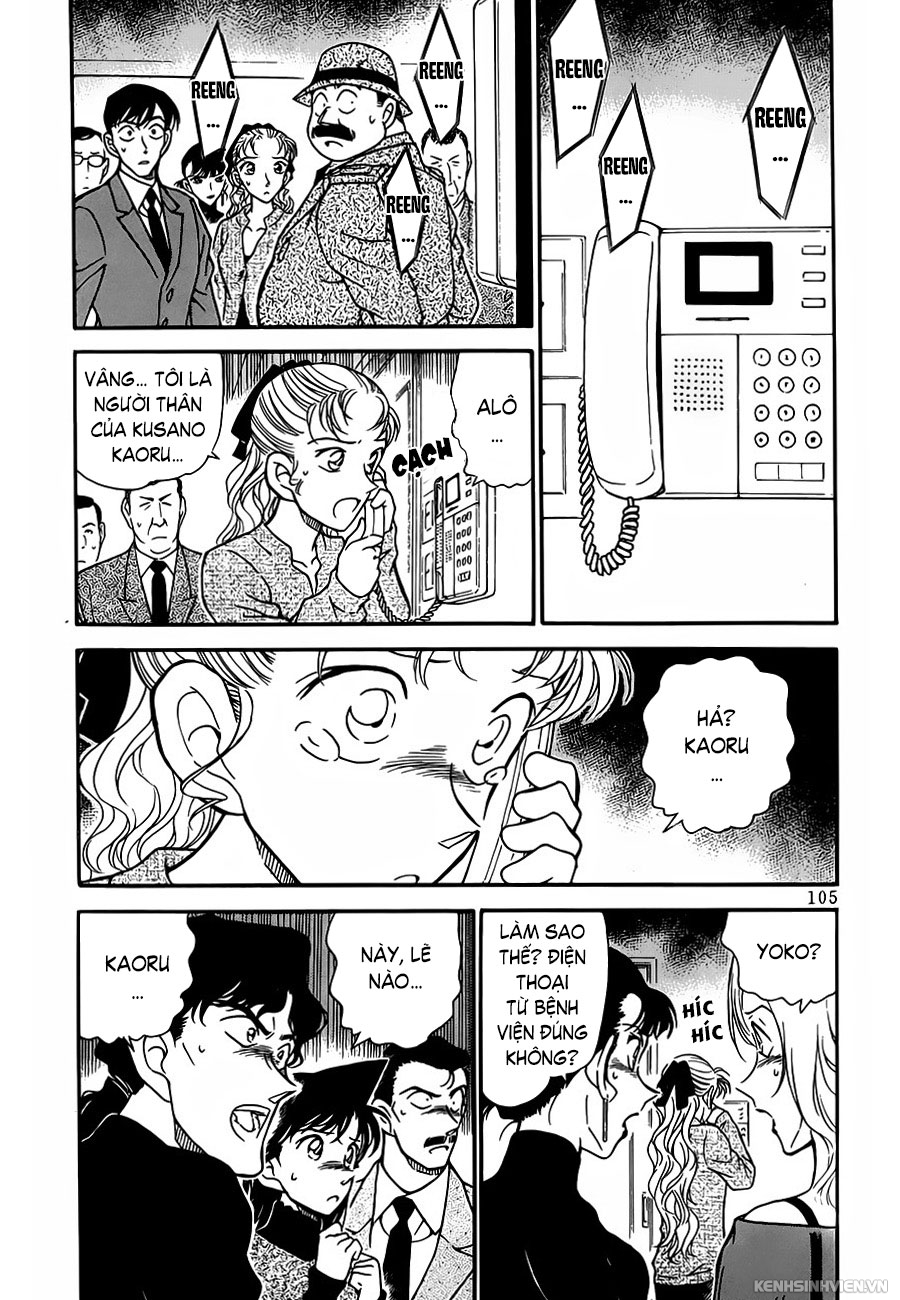 REENG
...
REENG
...
REENG
...
REENG
...
REENG
...
REENG
...
ALÔ
...
CẠCH
VÂNG... TÔI LÀ
NGƯỜI THÂN
CỦA KUSANO
KAORU...
HẢ?
KAORU
...
105
YOKO?
LÀM SAO
THẾ? ĐIỆN
THOẠI
TỪ BỆNH
VIỆN ĐÚNG
KHÔNG?
HÍC
HÍC
NÀY, LẼ
NÀO...
KAORU
...
KENHSINHVIEN.VN